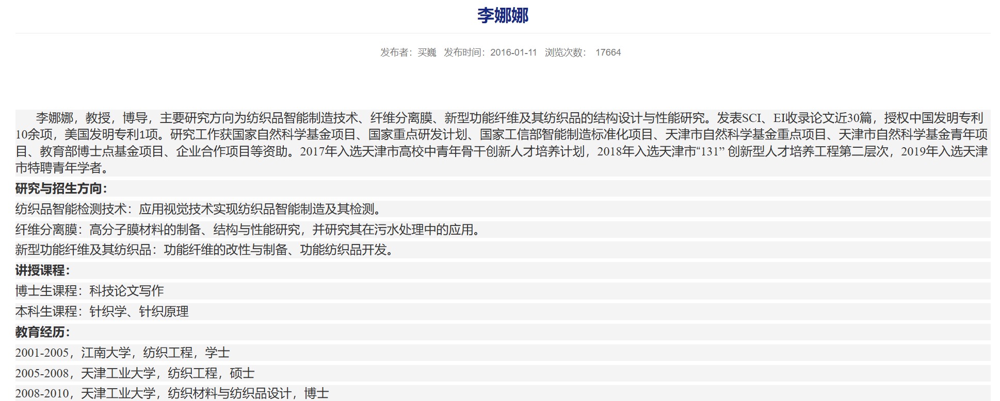 李娜娜
发布者：买巍 发布时间：2016-01-11 浏览次数： 17664
李娜娜，教授，博导，主要研究方向为纺织品智能制造技术、纤维分离膜、新型功能纤维及其纺织品的结构设计与性能研究。发表SCI、EI收录论文近30篇，授权中国发明专利
10余项，美国发明专利1项。研究工作获国家自然科学基金项目、国家重点研发计划、国家工信部智能制造标准化项目、天津市自然科学基金重点项目、天津市自然科学基金青年项
目、教育部博士点基金项目、企业合作项目等资助。2017年入选天津市高校中青年骨干创新人才培养计划，2018年入选天津市“131” 创新型人才培养工程第二层次，2019年入选天津
市特聘青年学者。
研究与招生方向：
纺织品智能检测技术：应用视觉技术实现纺织品智能制造及其检测。
纤维分离膜：高分子膜材料的制备、结构与性能研究，并研究其在污水处理中的应用。
新型功能纤维及其纺织品：功能纤维的改性与制备、功能纺织品开发。
讲授课程：
博士生课程：科技论文写作
本科生课程：针织学、针织原理
教育经历：
2001-2005，江南大学，纺织工程，学士
2005-2008，天津工业大学，纺织工程，硕士
2008-2010，天津工业大学，纺织材料与纺织品设计，博士